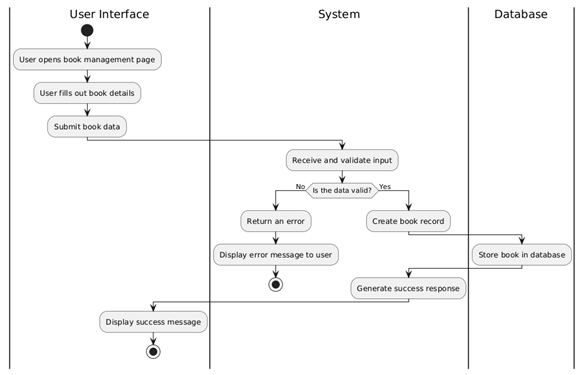 User Interface
System
Database
User opens book management page
User fills out book details
Submit book data
Receive and validate input
No
Is the data valid?
Yes
Return an error
Create book record
Display error message to user
Store book in database
Generate success response
Display success message